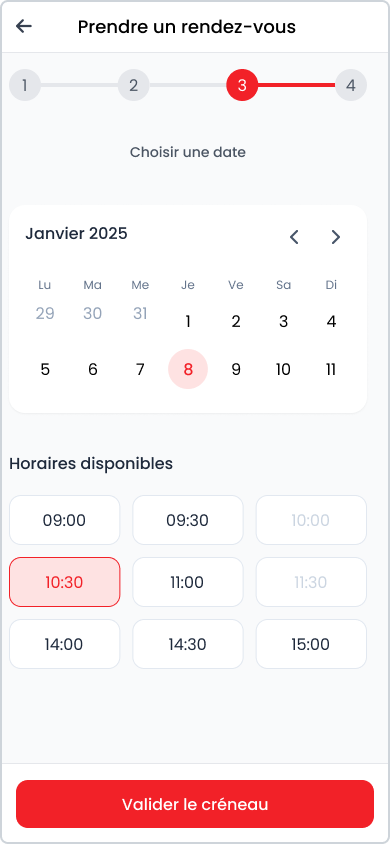 Prendre un rendez-vous
1 2 3 4
Choisir une date
Janvier 2025
Lu Ma Me Je Ve Sa Di
29 30 31 1 2 3 4
5 6 7 8 9 10 11
Horaires disponibles
09:00 09:30 10:00
10:30 11:00 11:30
14:00 14:30 15:00
Valider le créneau